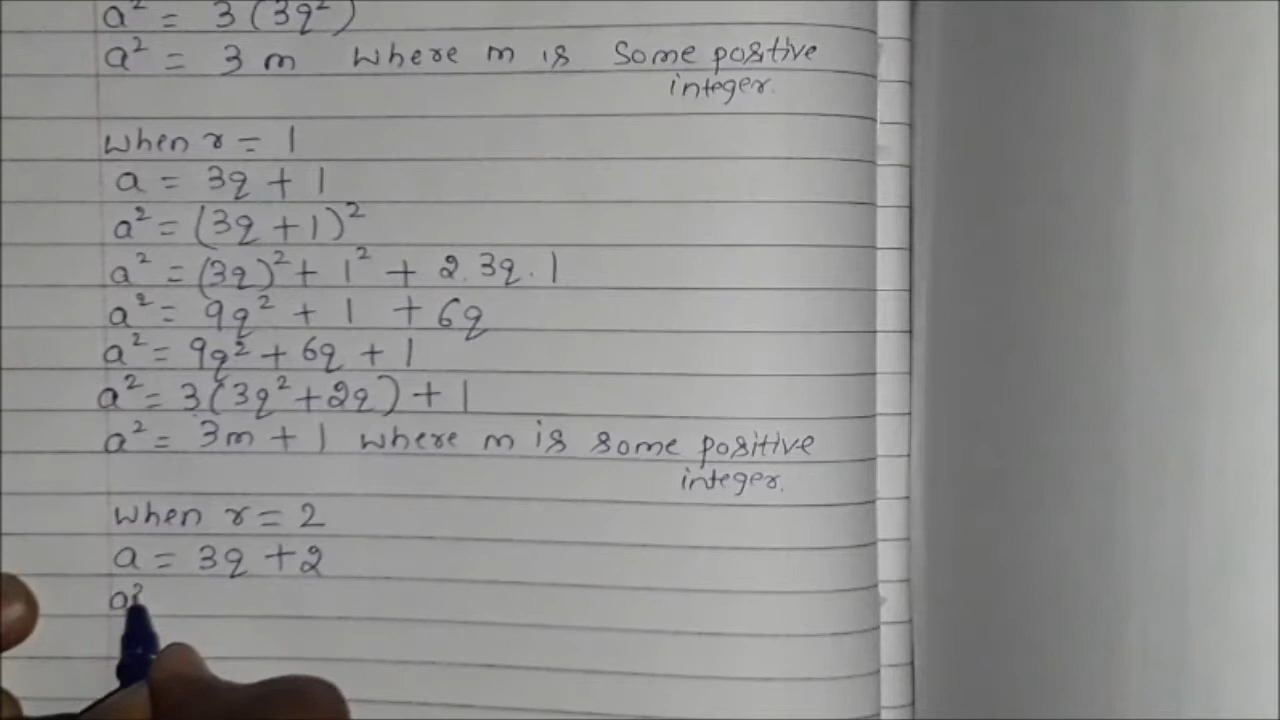 a² = 3(3q²)
a² = 3m where m is some positive
integer.
when r = 1
a = 3q + 1
a² = (3q + 1)²
a² = (3q)² + 1² + 2.3q.1
a² = 9q² + 1 + 6q
a² = 9q² + 6q + 1
a² = 3(3q² + 2q) + 1
a² = 3m + 1 where m is some positive
integer.
when r = 2
a = 3q + 2
a²